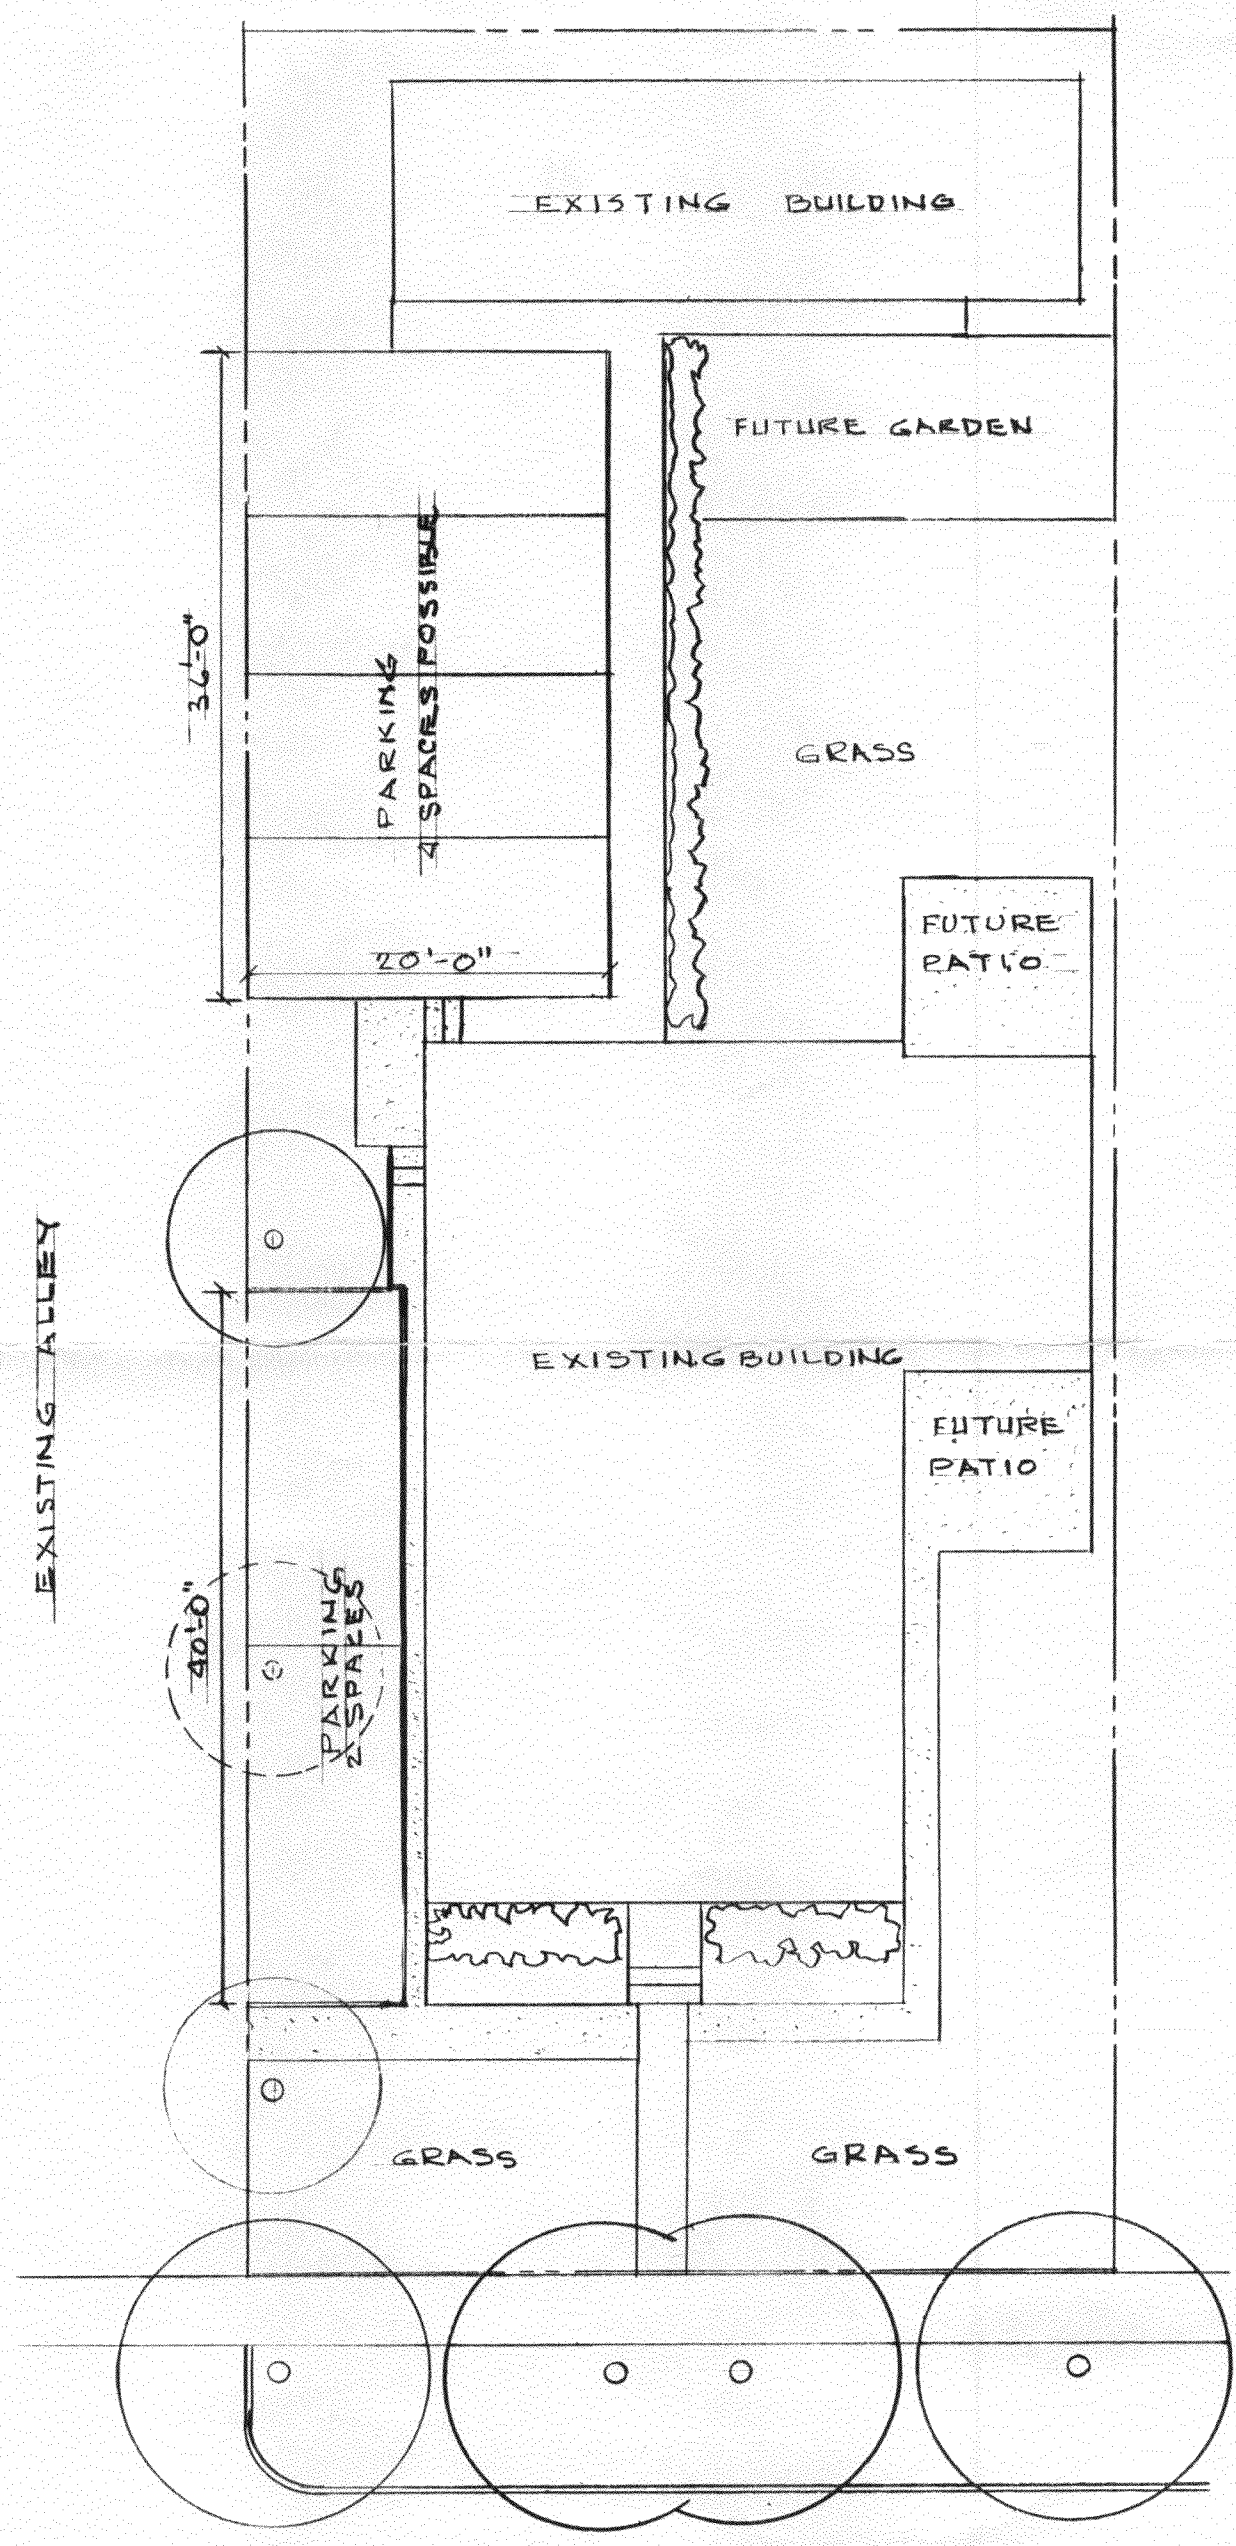 EXISTING BUILDING
FUTURE GARDEN
36'-0"
PARKING
4 SPACES POSSIBLE
GRASS
FUTURE
PATIO
20'-0"
EXISTING ALLEY
EXISTING BUILDING
FUTURE
PATIO
40'-0"
PARKING
2 SPACES
GRASS
GRASS